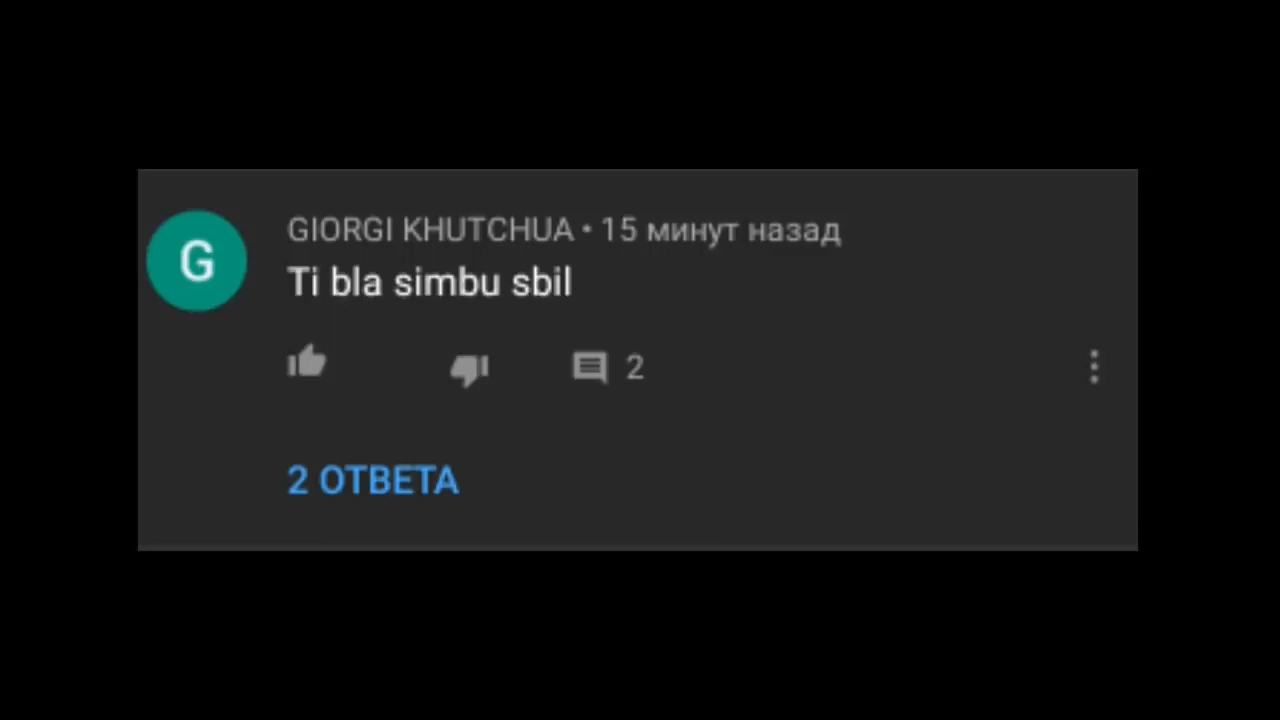 G
GIORGI KHUTCHUA • 15 минут назад
Ti bla simbu sbil
2
2 ОТВЕТА